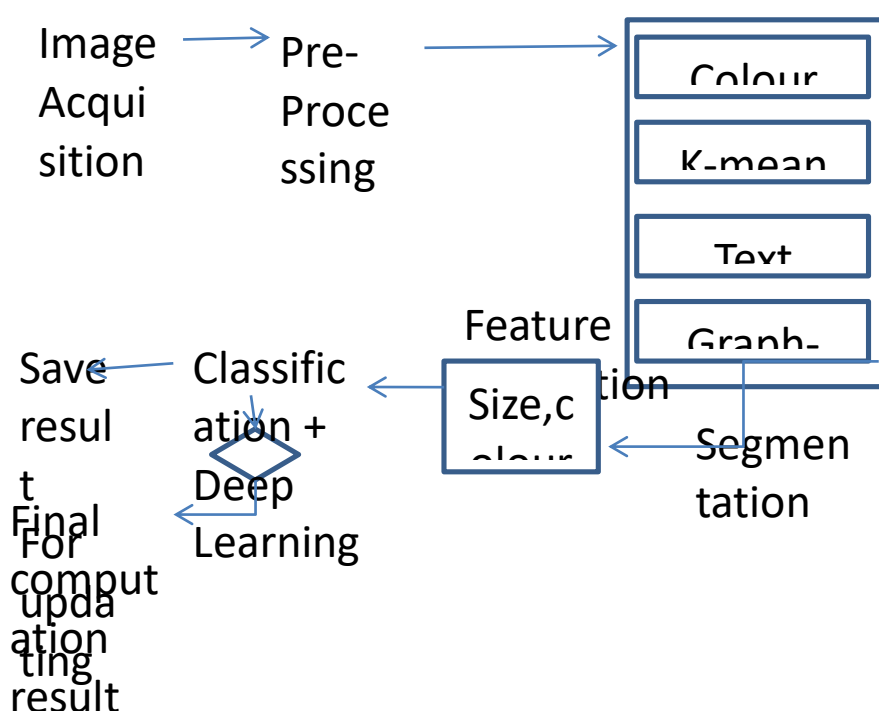 Image
Acqui
sition
Pre-
Proce
ssing
Colour
K-mean
Text
Graph-
Segmen
tation
Feature
tion
Size,c
olour
Classific
ation +
Deep
Learning
Save
resul
t
For
upda
ting
Final
comput
ation
result